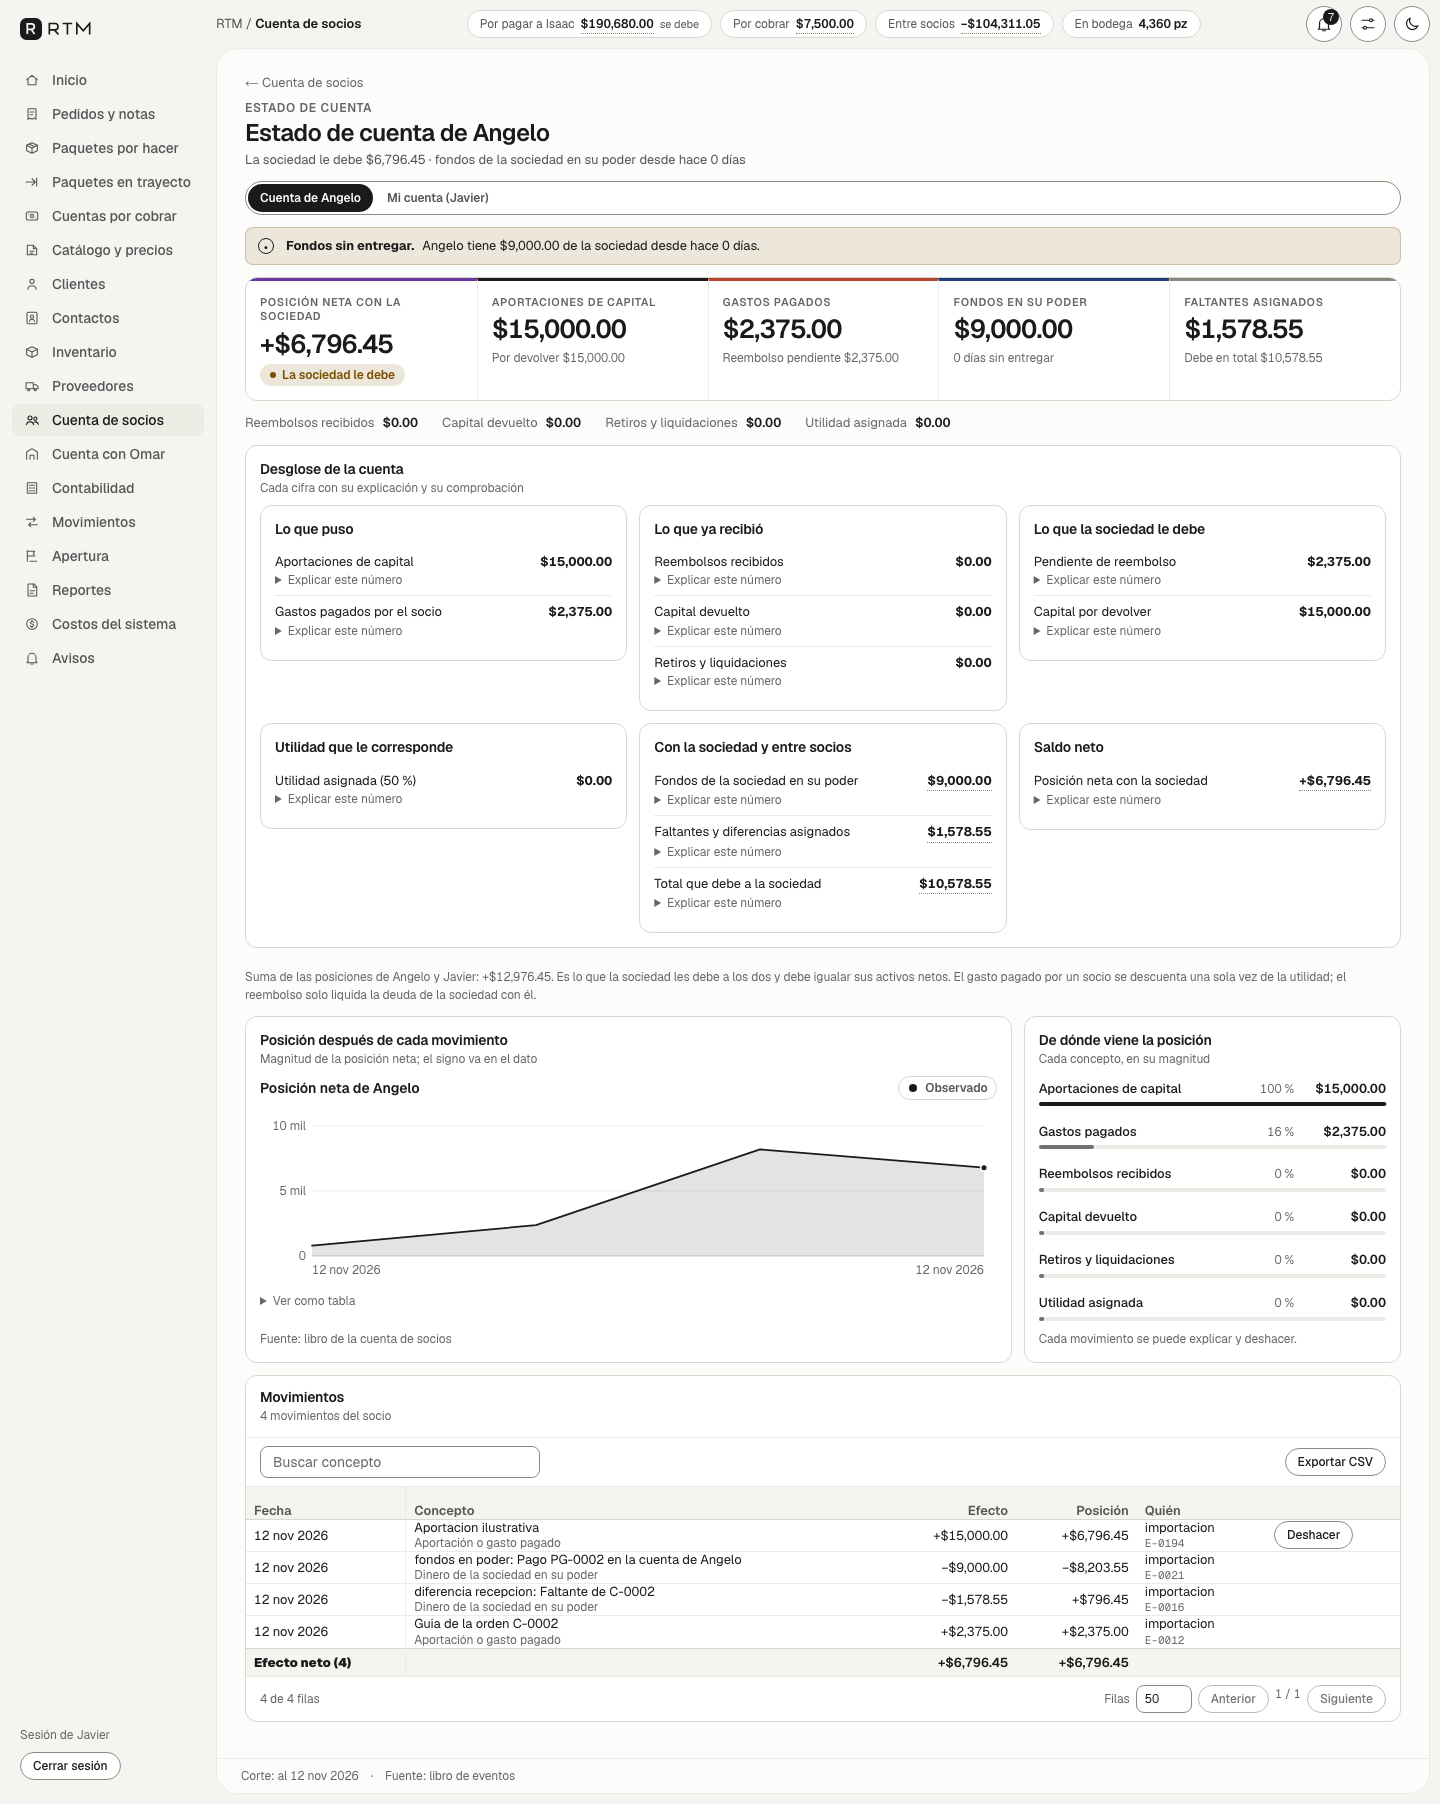 R RTM
RTM / Cuenta de socios
Por pagar a Isaac $190,680.00 se debe
Por cobrar $7,500.00
Entre socios −$104,311.05
En bodega 4,360 pz
7
Inicio
Pedidos y notas
Paquetes por hacer
Paquetes en trayecto
Cuentas por cobrar
Catálogo y precios
Clientes
Contactos
Inventario
Proveedores
Cuenta de socios
Cuenta con Omar
Contabilidad
Movimientos
Apertura
Reportes
Costos del sistema
Avisos
Sesión de Javier
Cerrar sesión
← Cuenta de socios
ESTADO DE CUENTA
Estado de cuenta de Angelo
La sociedad le debe $6,796.45 · fondos de la sociedad en su poder desde hace 0 días
Cuenta de Angelo Mi cuenta (Javier)
Fondos sin entregar. Angelo tiene $9,000.00 de la sociedad desde hace 0 días.
POSICIÓN NETA CON LA
SOCIEDAD
+$6,796.45
La sociedad le debe
APORTACIONES DE CAPITAL
$15,000.00
Por devolver $15,000.00
GASTOS PAGADOS
$2,375.00
Reembolso pendiente $2,375.00
FONDOS EN SU PODER
$9,000.00
0 días sin entregar
FALTANTES ASIGNADOS
$1,578.55
Debe en total $10,578.55
Reembolsos recibidos $0.00 Capital devuelto $0.00 Retiros y liquidaciones $0.00 Utilidad asignada $0.00
Desglose de la cuenta
Cada cifra con su explicación y su comprobación
Lo que puso
Aportaciones de capital $15,000.00
Explicar este número
Gastos pagados por el socio $2,375.00
Explicar este número
Lo que ya recibió
Reembolsos recibidos $0.00
Explicar este número
Capital devuelto $0.00
Explicar este número
Retiros y liquidaciones $0.00
Explicar este número
Lo que la sociedad le debe
Pendiente de reembolso $2,375.00
Explicar este número
Capital por devolver $15,000.00
Explicar este número
Utilidad que le corresponde
Utilidad asignada (50 %) $0.00
Explicar este número
Con la sociedad y entre socios
Fondos de la sociedad en su poder $9,000.00
Explicar este número
Faltantes y diferencias asignados $1,578.55
Explicar este número
Total que debe a la sociedad $10,578.55
Explicar este número
Saldo neto
Posición neta con la sociedad +$6,796.45
Explicar este número
Suma de las posiciones de Angelo y Javier: +$12,976.45. Es lo que la sociedad les debe a los dos y debe igualar sus activos netos. El gasto pagado por un socio se descuenta una sola vez de la utilidad; el
reembolso solo liquida la deuda de la sociedad con él.
Posición después de cada movimiento
Magnitud de la posición neta; el signo va en el dato
Posición neta de Angelo
Observado
10 mil
5 mil
0
12 nov 2026 12 nov 2026
Ver como tabla
Fuente: libro de la cuenta de socios
De dónde viene la posición
Cada concepto, en su magnitud
Aportaciones de capital 100 % $15,000.00
Gastos pagados 16 % $2,375.00
Reembolsos recibidos 0 % $0.00
Capital devuelto 0 % $0.00
Retiros y liquidaciones 0 % $0.00
Utilidad asignada 0 % $0.00
Cada movimiento se puede explicar y deshacer.
Movimientos
4 movimientos del socio
Buscar concepto
Exportar CSV
Fecha Concepto Efecto Posición Quién
12 nov 2026 Aportacion ilustrativa +$15,000.00 +$6,796.45 importacion Deshacer
Aportación o gasto pagado E-0194
12 nov 2026 fondos en poder: Pago PG-0002 en la cuenta de Angelo −$9,000.00 −$8,203.55 importacion
Dinero de la sociedad en su poder E-0021
12 nov 2026 diferencia recepcion: Faltante de C-0002 −$1,578.55 +$796.45 importacion
Dinero de la sociedad en su poder E-0016
12 nov 2026 Guia de la orden C-0002 +$2,375.00 +$2,375.00 importacion
Aportación o gasto pagado E-0012
Efecto neto (4) +$6,796.45 +$6,796.45
4 de 4 filas Filas 50 Anterior 1 / 1 Siguiente
Corte: al 12 nov 2026 · Fuente: libro de eventos